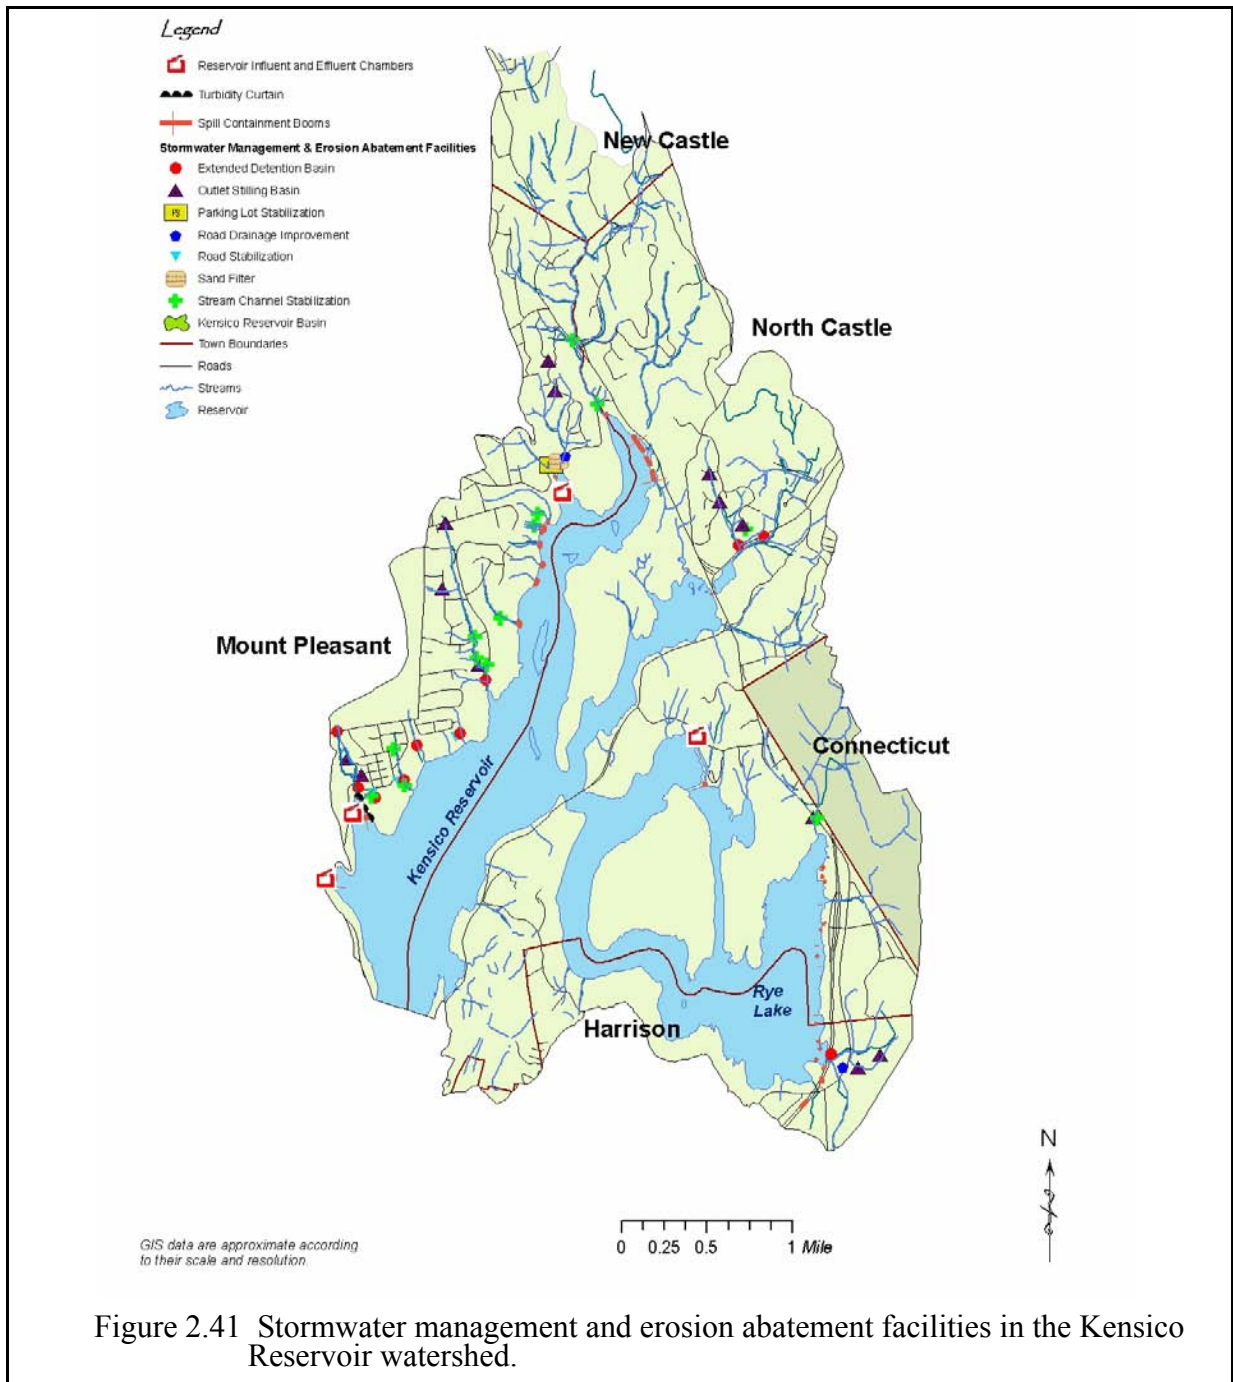 Legend
Reservoir Influent and Effluent Chambers
Turbidity Curtain
Spill Containment Booms
Stormwater Management & Erosion Abatement Facilities
Extended Detention Basin
Outlet Stilling Basin
PS Parking Lot Stabilization
Road Drainage Improvement
Road Stabilization
Sand Filter
Stream Channel Stabilization
Kensico Reservoir Basin
Town Boundaries
Roads
Streams
Reservoir
New Castle
North Castle
Mount Pleasant
Connecticut
Kensico Reservoir
Rye
Lake
Harrison
N
0 0.25 0.5 1 Mile
GIS data are approximate according
to their scale and resolution.
Figure 2.41 Stormwater management and erosion abatement facilities in the Kensico
Reservoir watershed.